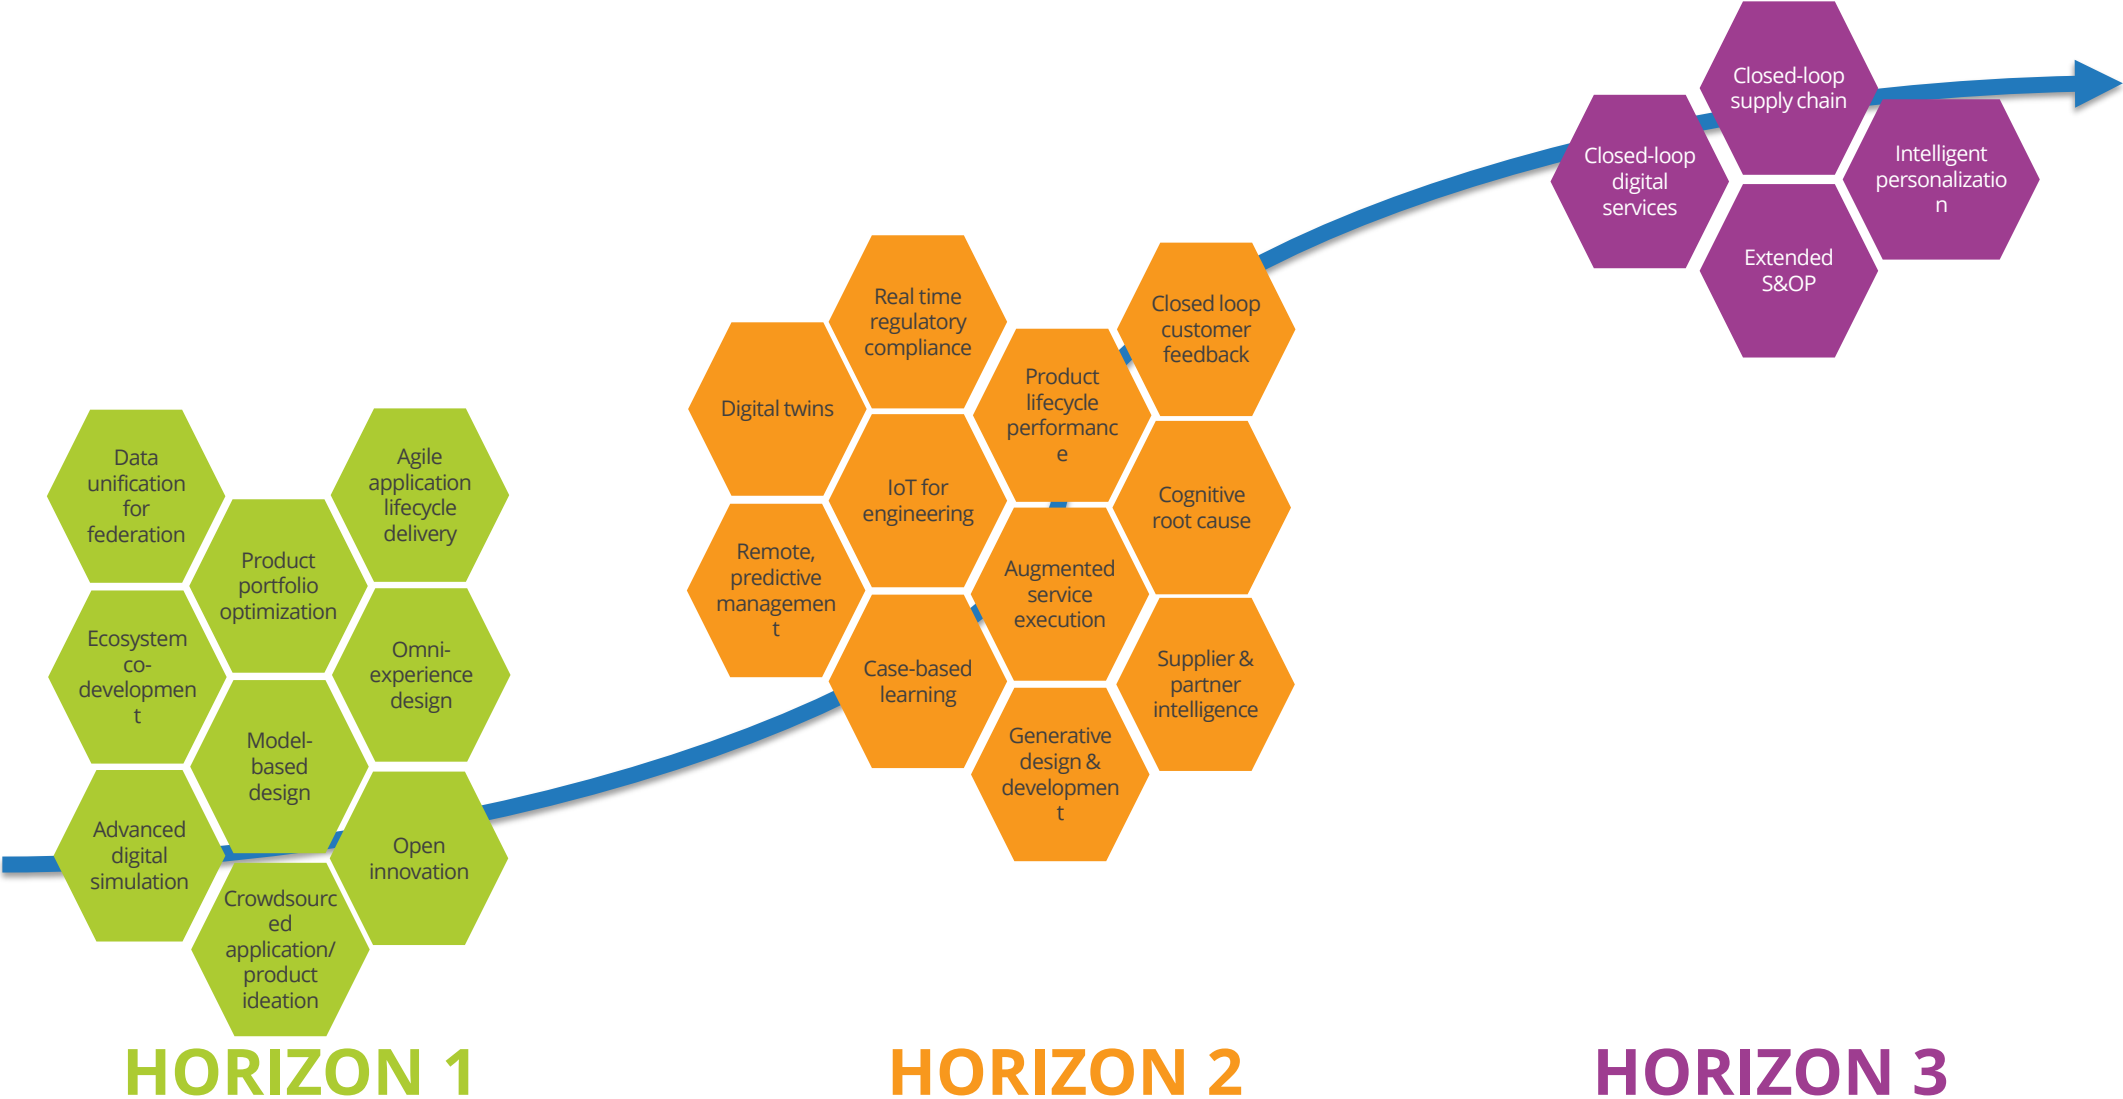 Data
unification
for
federation
Agile
application
lifecycle
delivery
Product
portfolio
optimization
Ecosystem
co-
developmen
t
Omni-
experience
design
Model-
based
design
Advanced
digital
simulation
Open
innovation
Crowdsourc
ed
application/
product
ideation
HORIZON 1
Real time
regulatory
compliance
Closed loop
customer
feedback
Digital twins
Product
lifecycle
performanc
e
IoT for
engineering
Cognitive
root cause
Remote,
predictive
managemen
t
Augmented
service
execution
Case-based
learning
Supplier &
partner
intelligence
Generative
design &
developmen
t
HORIZON 2
Closed-loop
supply chain
Closed-loop
digital
services
Intelligent
personalizatio
n
Extended
S&OP
HORIZON 3